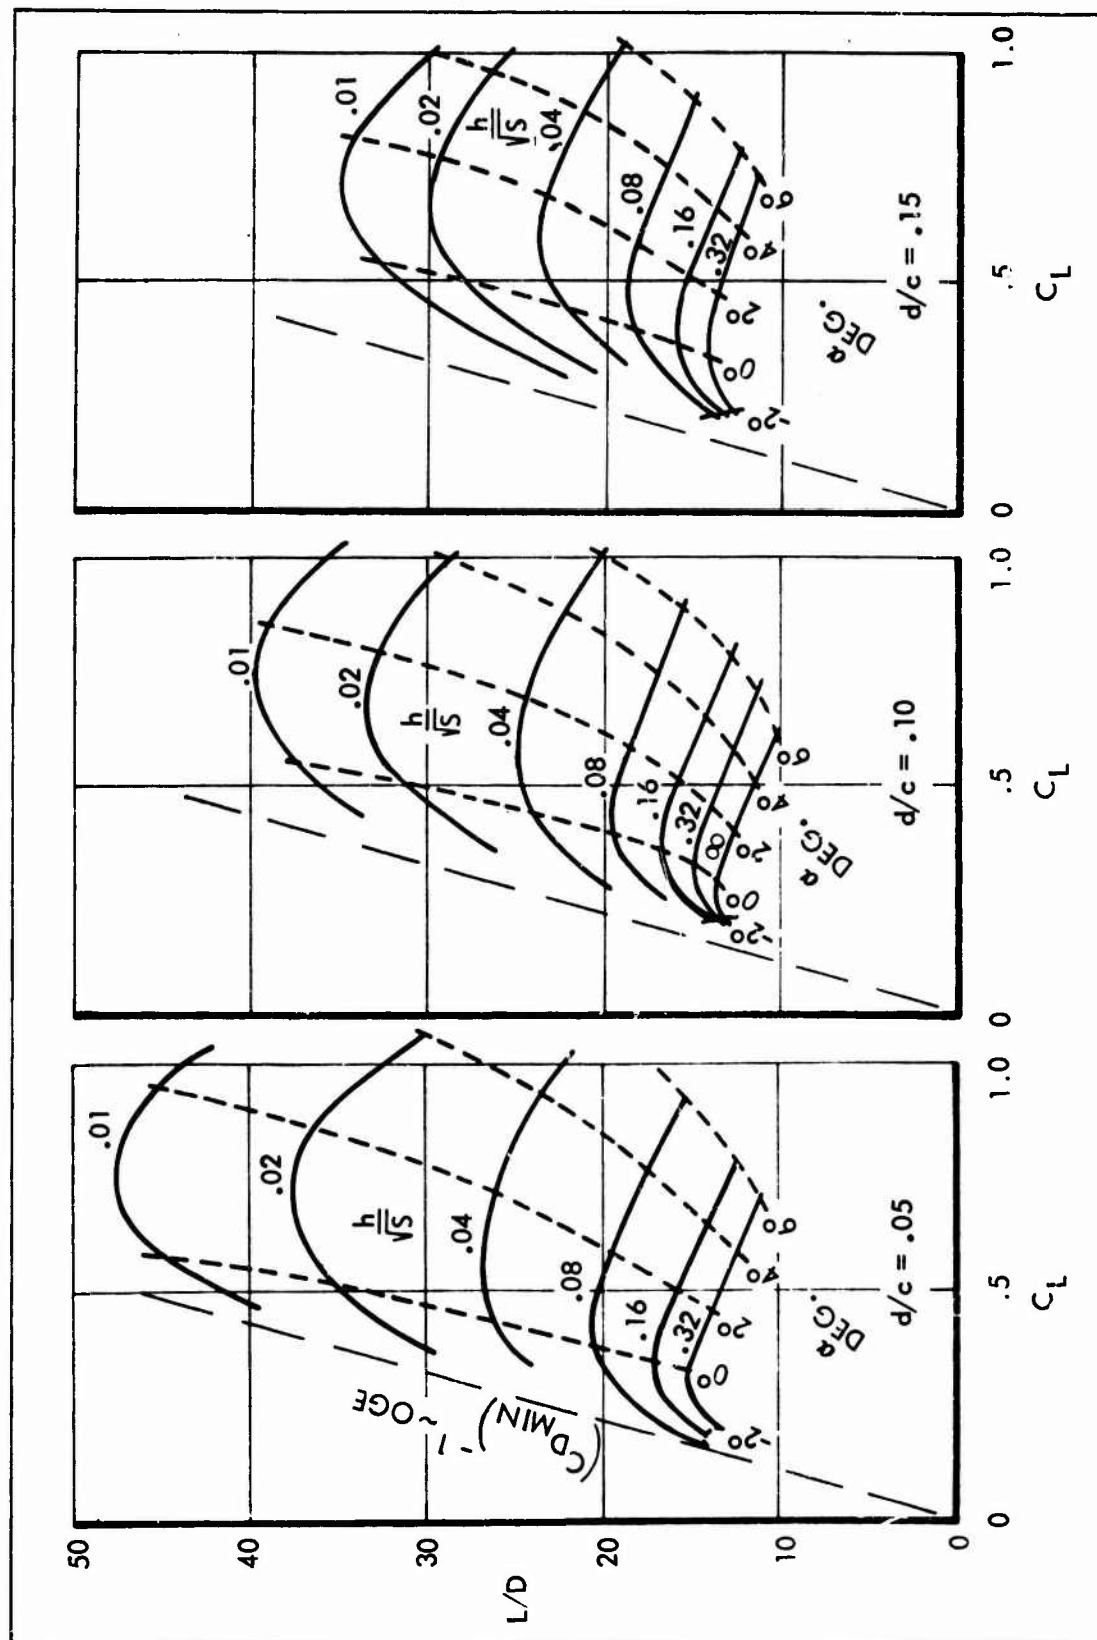 50
40
30
20
10
0
L/D
.01
.02
h/√S
.04
.08
.16
.32
(C_D MIN)^-1 ~ OGE
-2°
0°
2°
4°
6°
α
DEG.
d/c = .05
0
.5
1.0
C_L
.01
.02
h/√S
.04
.08
.16
.32
∞
-2°
0°
2°
4°
6°
α
DEG.
d/c = .10
0
.5
1.0
C_L
.01
.02
h/√S
.04
.08
.16
.32
-2°
0°
2°
4°
6°
α
DEG.
d/c = .15
0
.5
1.0
C_L